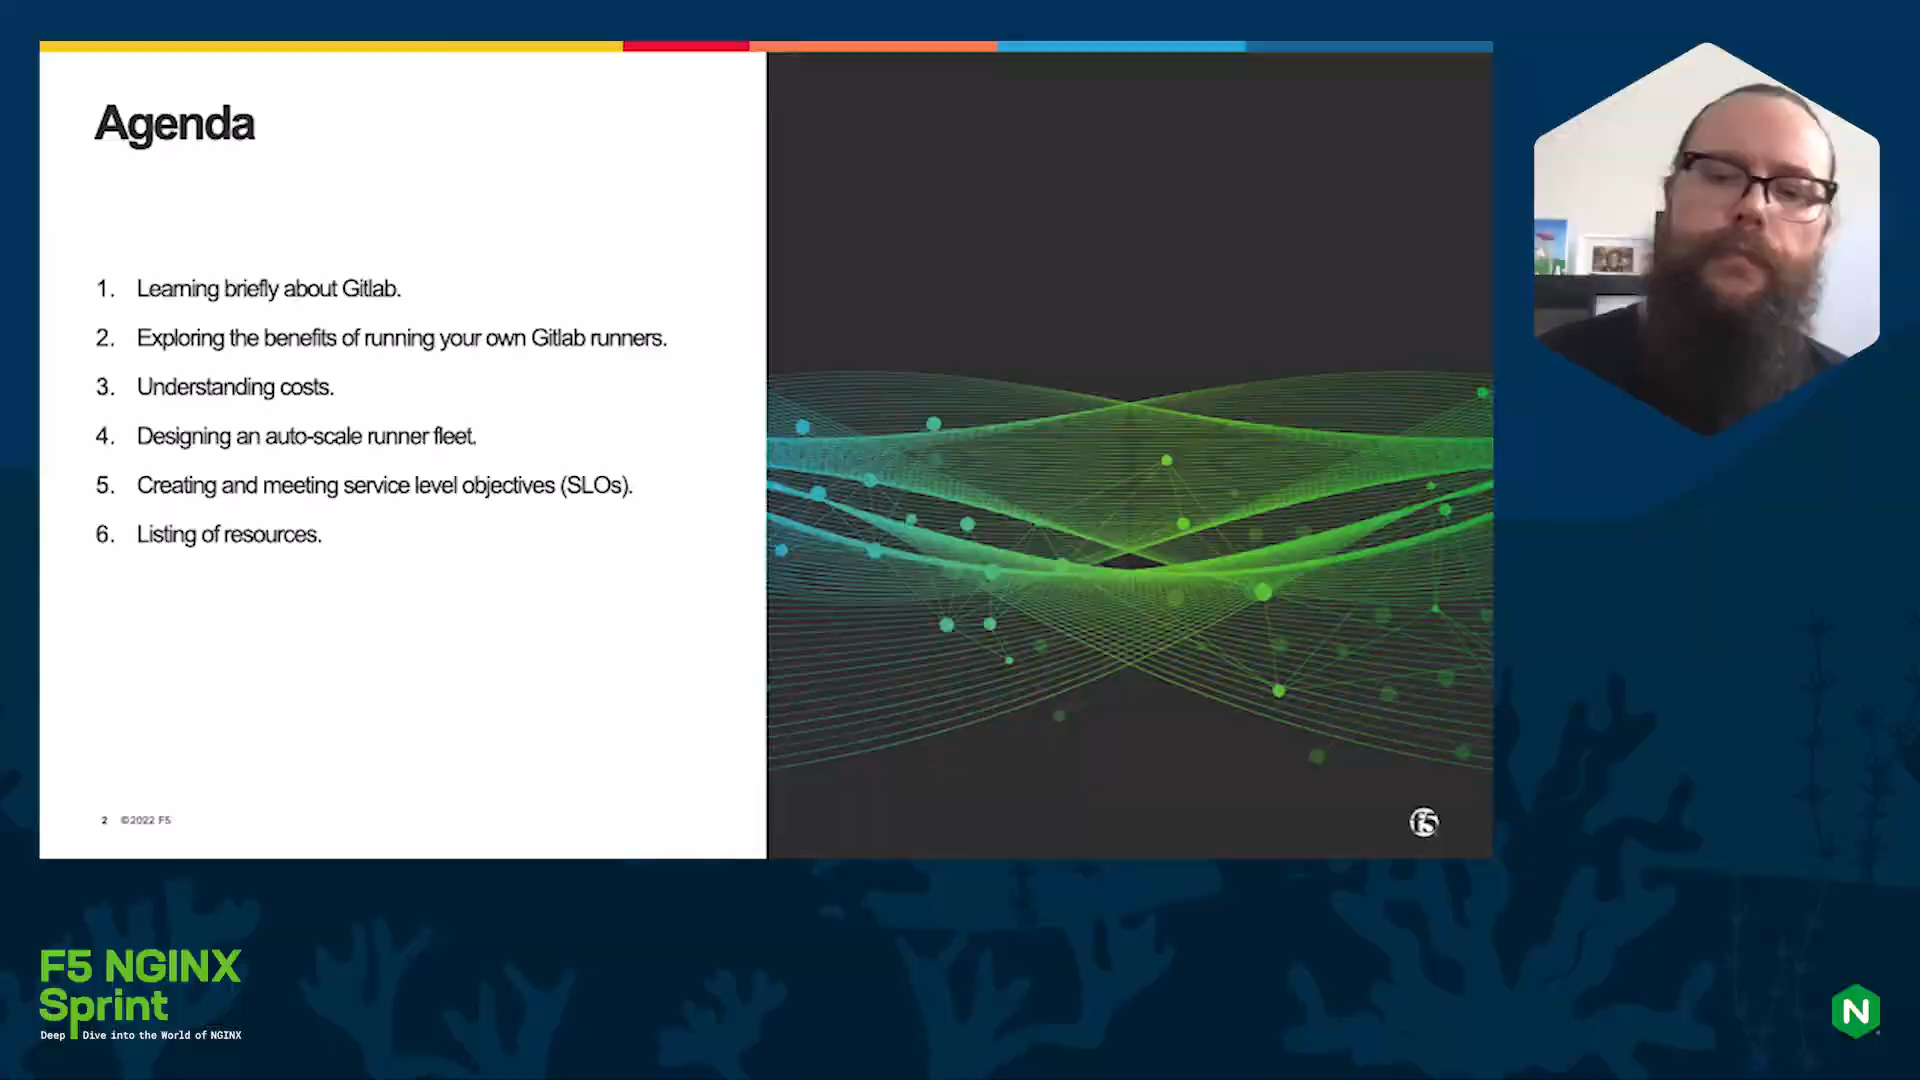 Agenda
1. Learning briefly about Gitlab.
2. Exploring the benefits of running your own Gitlab runners.
3. Understanding costs.
4. Designing an auto-scale runner fleet.
5. Creating and meeting service level objectives (SLOs).
6. Listing of resources.
2 ©2022 F5
f5
F5 NGINX
Sprint
Deep Dive into the World of NGINX
N